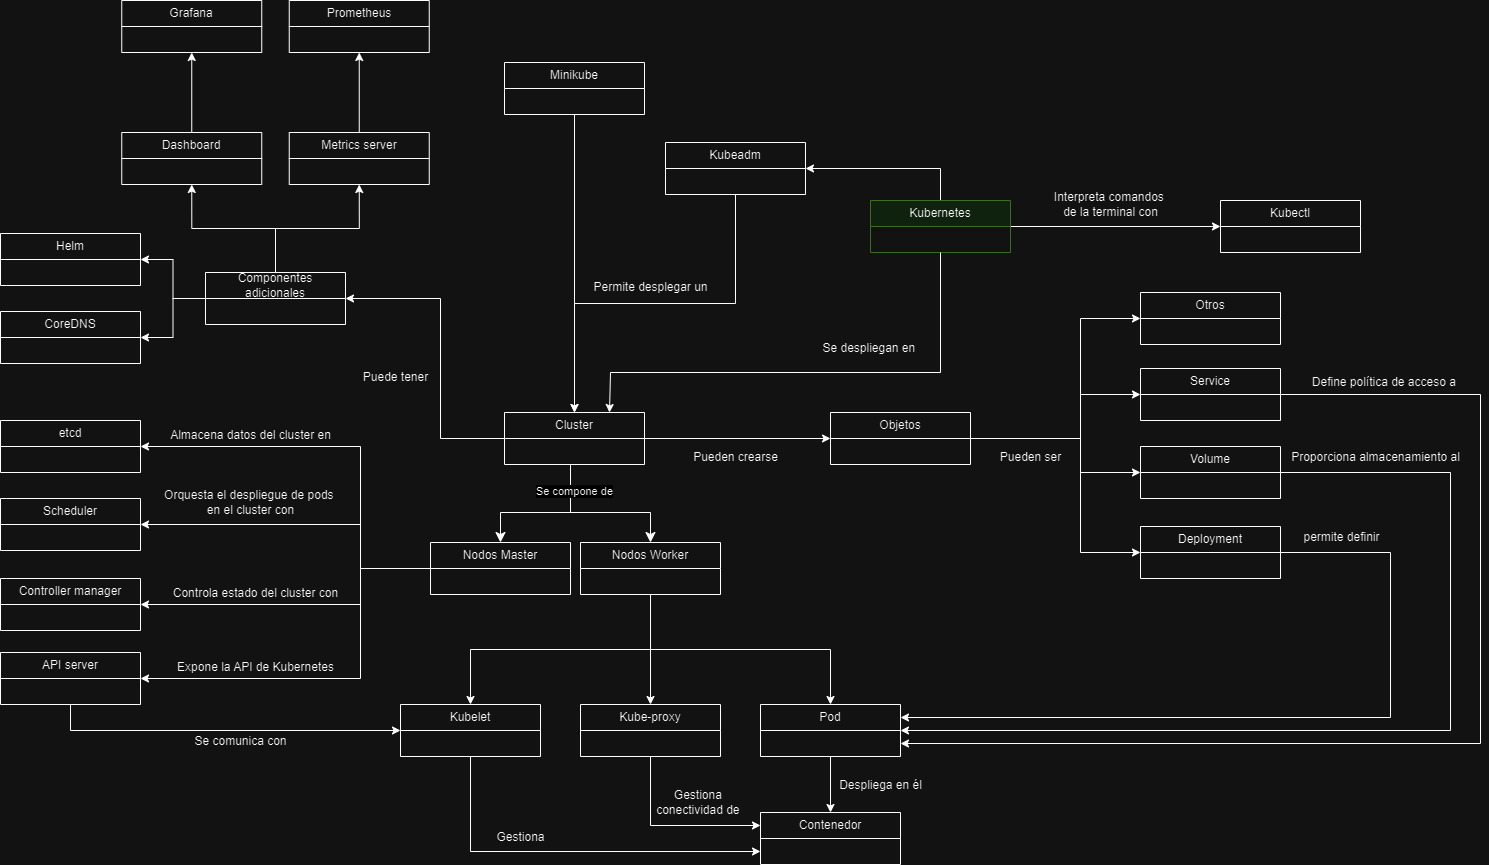 Grafana
Prometheus
Minikube
Dashboard
Metrics server
Kubeadm
Interpreta comandos
de la terminal con
Kubernetes
Kubectl
Helm
Componentes
adicionales
Permite desplegar un
Otros
CoreDNS
Se despliegan en
Puede tener
Service
Define política de acceso a
Cluster
Objetos
etcd
Almacena datos del cluster en
Pueden crearse
Pueden ser
Volume
Proporciona almacenamiento al
Se compone de
Orquesta el despliegue de pods
en el cluster con
Scheduler
Deployment
permite definir
Nodos Master
Nodos Worker
Controller manager
Controla estado del cluster con
API server
Expone la API de Kubernetes
Kubelet
Kube-proxy
Pod
Se comunica con
Despliega en él
Gestiona
conectividad de
Contenedor
Gestiona